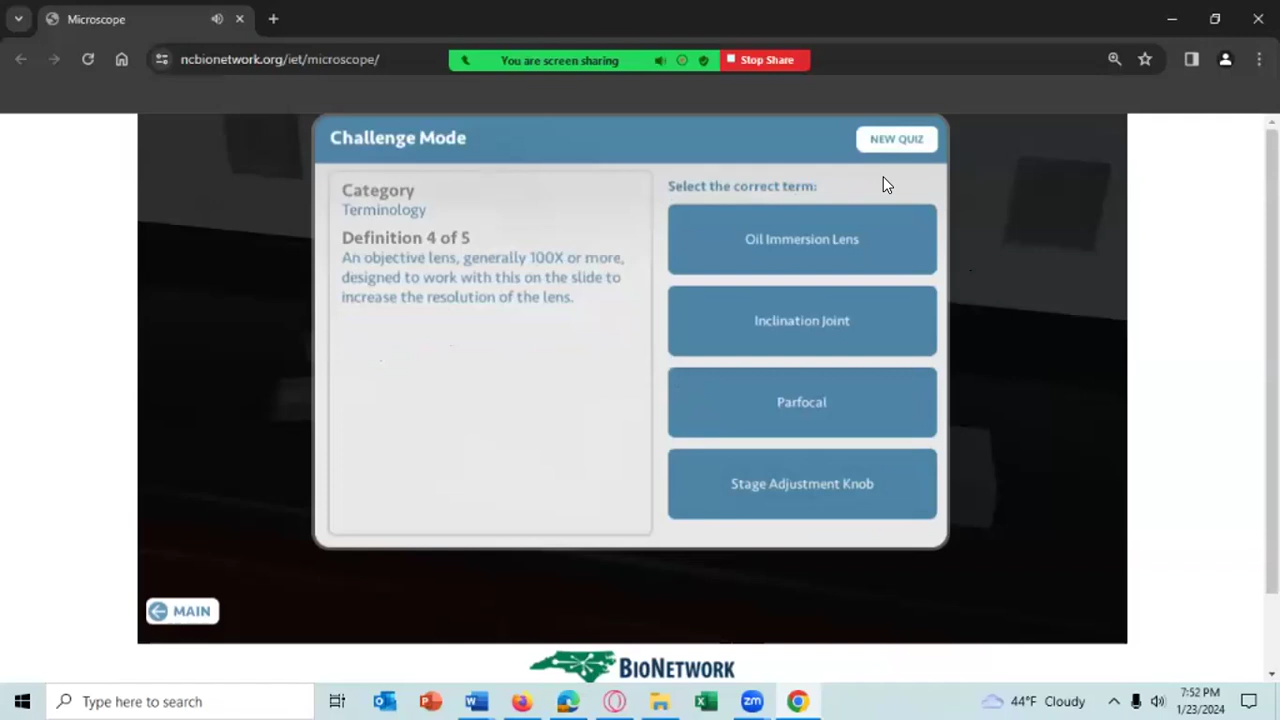 Microscope
ncbionetwork.org/iet/microscope/
You are screen sharing
Stop Share
Challenge Mode
NEW QUIZ
Category
Terminology
Definition 4 of 5
An objective lens, generally 100X or more,
designed to work with this on the slide to
increase the resolution of the lens.
Select the correct term:
Oil Immersion Lens
Inclination Joint
Parfocal
Stage Adjustment Knob
MAIN
BIONETWORK
Type here to search
44°F Cloudy
7:52 PM
1/23/2024